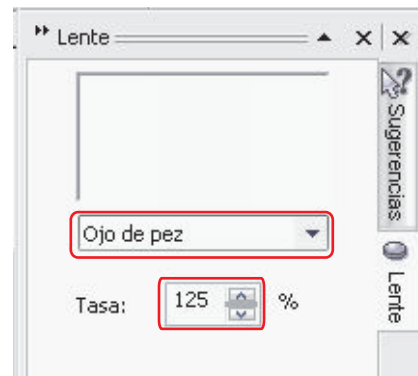 Lente
Sugerencias
Ojo de pez
Tasa: 125 %
Lente